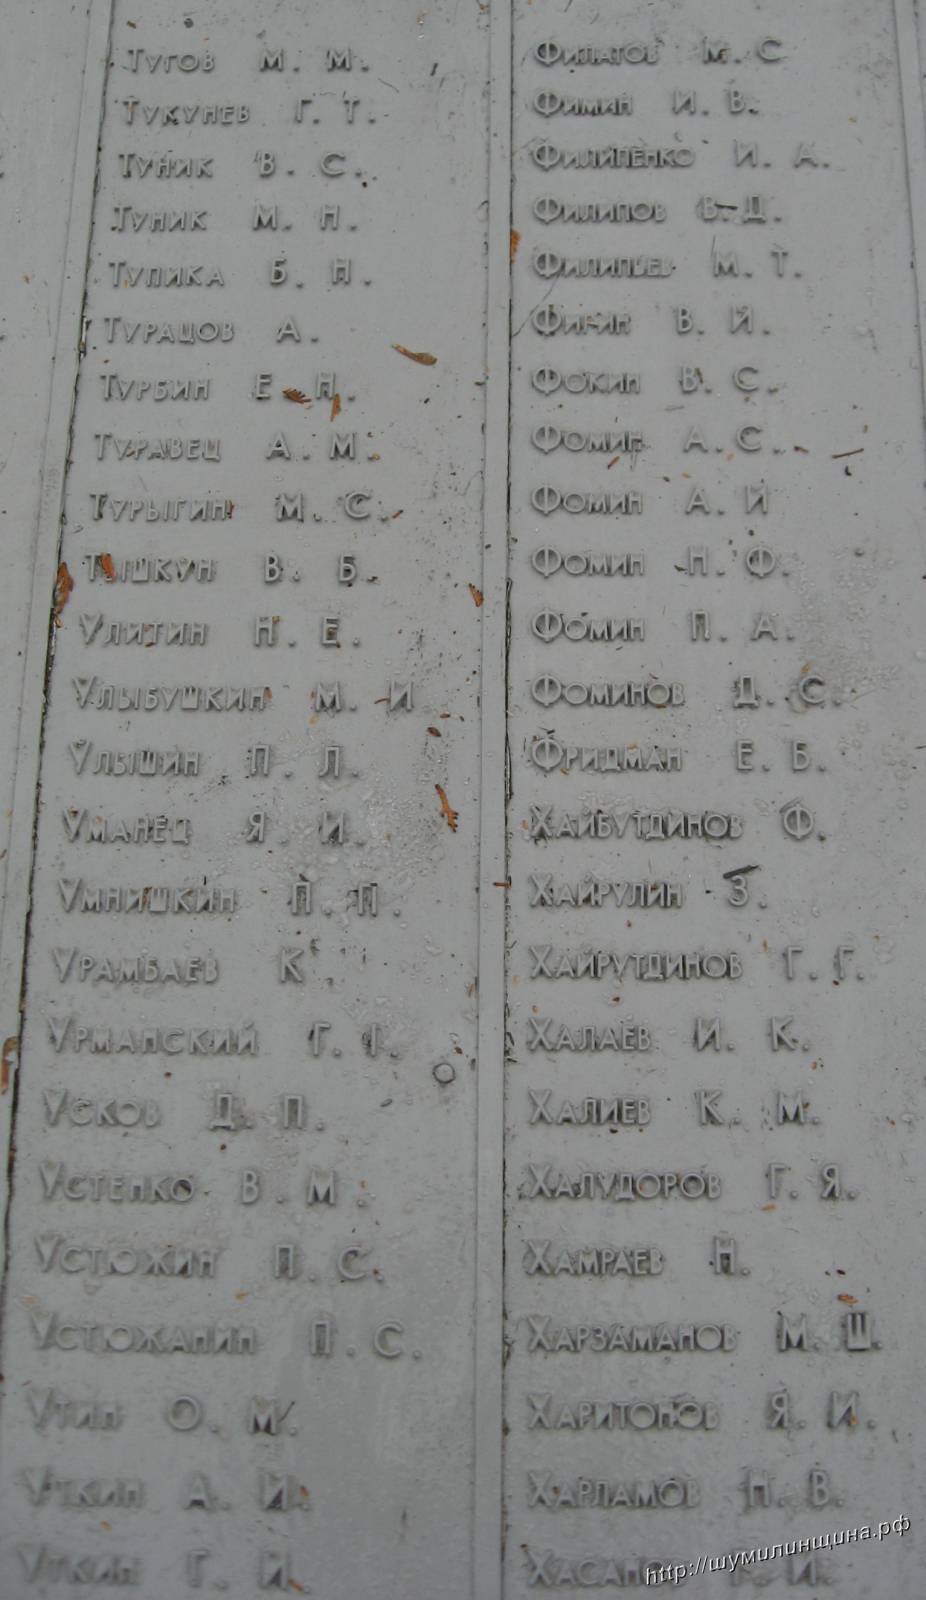 Тугов М. М.
Тукунев Г. Т.
Туник В. С.
Туник М. Н.
Тупика Б. Н.
Турацов А.
Турбин Е. Н.
Туравец А. М.
Турыгин М. С.
Тышкун В. Б.
Улитин Н. Е.
Улыбушкин М. И
Улышин П. Л.
Уманец Я. И.
Умнишкин П. П.
Урамбаев К.
Урманский Г. Г.
Усков Д. П.
Устенко В. М.
Устюжин П. С.
Устюжанин П. С.
Утин О. М.
Уткин А. И.
Уткин Г. И.
Филатов М. С
Фимин И. В.
Филипенко И. А.
Филипов В. Д.
Филипьев М. Т.
В. И.
Фокин В. С.
Фомин А. С.
Фомин А. И
Фомин Н. Ф.
Фомин П. А.
Фоминов Д. С.
Фридман Е. Б.
Хайбутдинов Ф.
Хайрулин З.
Хайрутдинов Г. Г.
Халаев И. К.
Халиев К. М.
Халудоров Г. Я.
Хамраев Н.
Харзаманов М. Ш.
Харитонов Я. И.
Харламов Н. В.
И.
http://шумилинщина.рф